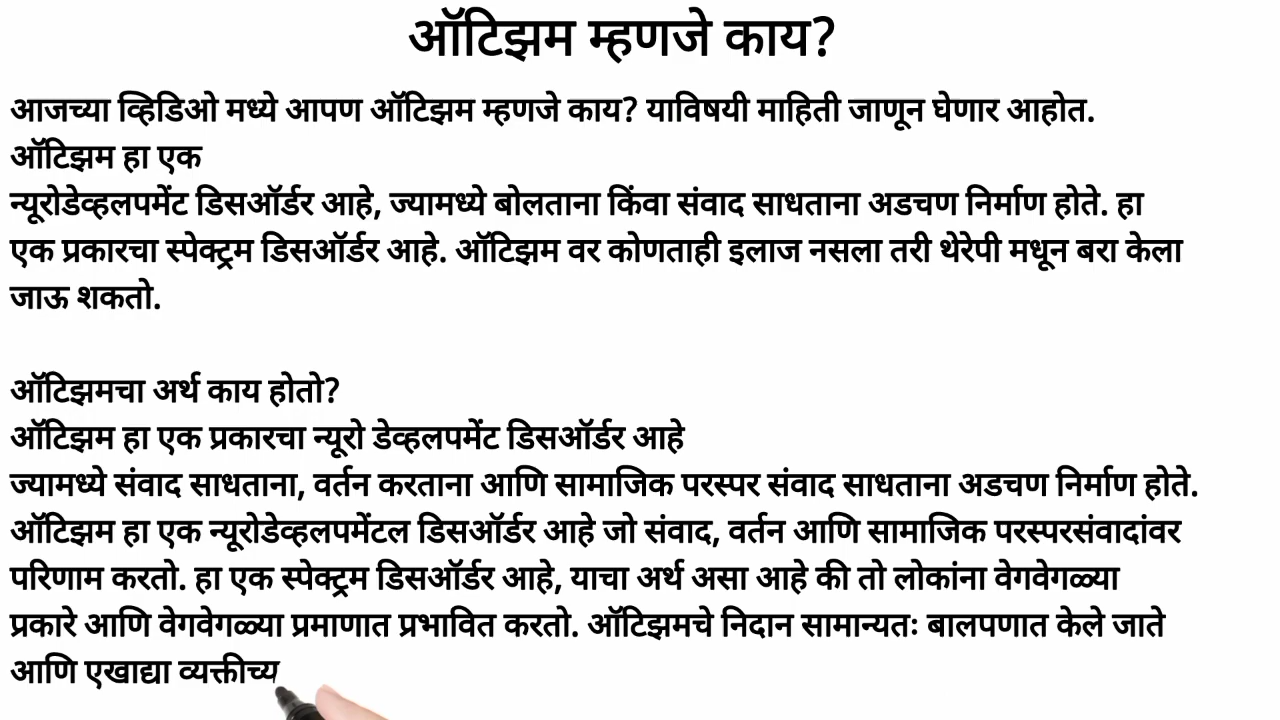 ऑटिझम म्हणजे काय?
आजच्या व्हिडिओ मध्ये आपण ऑटिझम म्हणजे काय? याविषयी माहिती जाणून घेणार आहोत.
ऑटिझम हा एक
न्यूरोडेव्हलपमेंट डिसऑर्डर आहे, ज्यामध्ये बोलताना किंवा संवाद साधताना अडचण निर्माण होते. हा
एक प्रकारचा स्पेक्ट्रम डिसऑर्डर आहे. ऑटिझम वर कोणताही इलाज नसला तरी थेरेपी मधून बरा केला
जाऊ शकतो.
ऑटिझमचा अर्थ काय होतो?
ऑटिझम हा एक प्रकारचा न्यूरो डेव्हलपमेंट डिसऑर्डर आहे
ज्यामध्ये संवाद साधताना, वर्तन करताना आणि सामाजिक परस्पर संवाद साधताना अडचण निर्माण होते.
ऑटिझम हा एक न्यूरोडेव्हलपमेंटल डिसऑर्डर आहे जो संवाद, वर्तन आणि सामाजिक परस्परसंवादांवर
परिणाम करतो. हा एक स्पेक्ट्रम डिसऑर्डर आहे, याचा अर्थ असा आहे की तो लोकांना वेगवेगळ्या
प्रकारे आणि वेगवेगळ्या प्रमाणात प्रभावित करतो. ऑटिझमचे निदान सामान्यतः बालपणात केले जाते
आणि एखाद्या व्यक्तीच्य